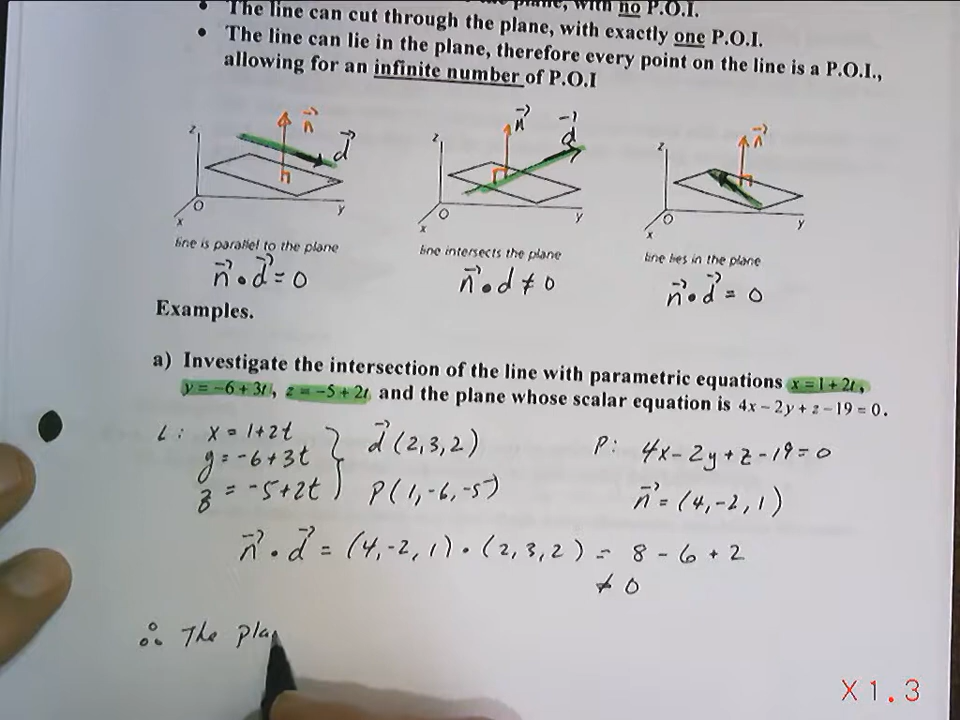 the plane, with no P.O.I.
• The line can cut through the plane, with exactly one P.O.I.
• The line can lie in the plane, therefore every point on the line is a P.O.I.,
allowing for an infinite number of P.O.I
z n⃗ d⃗ O x y
z n⃗ d⃗ O x y
z n⃗ O x y
line is parallel to the plane
line intersects the plane
line lies in the plane
n⃗ • d⃗ = 0
n⃗ • d⃗ ≠ 0
n⃗ • d⃗ = 0
Examples.
a) Investigate the intersection of the line with parametric equations x = 1 + 2t,
y = −6 + 3t, z = −5 + 2t and the plane whose scalar equation is 4x − 2y + z − 19 = 0.
L: x = 1+2t
y = -6+3t
z = -5+2t
d⃗ (2,3,2)
P(1,-6,-5)
P: 4x-2y+z-19=0
n⃗ = (4,-2,1)
n⃗ • d⃗ = (4,-2,1) • (2,3,2) = 8 - 6 + 2
≠ 0
∴ The pla
X1.3